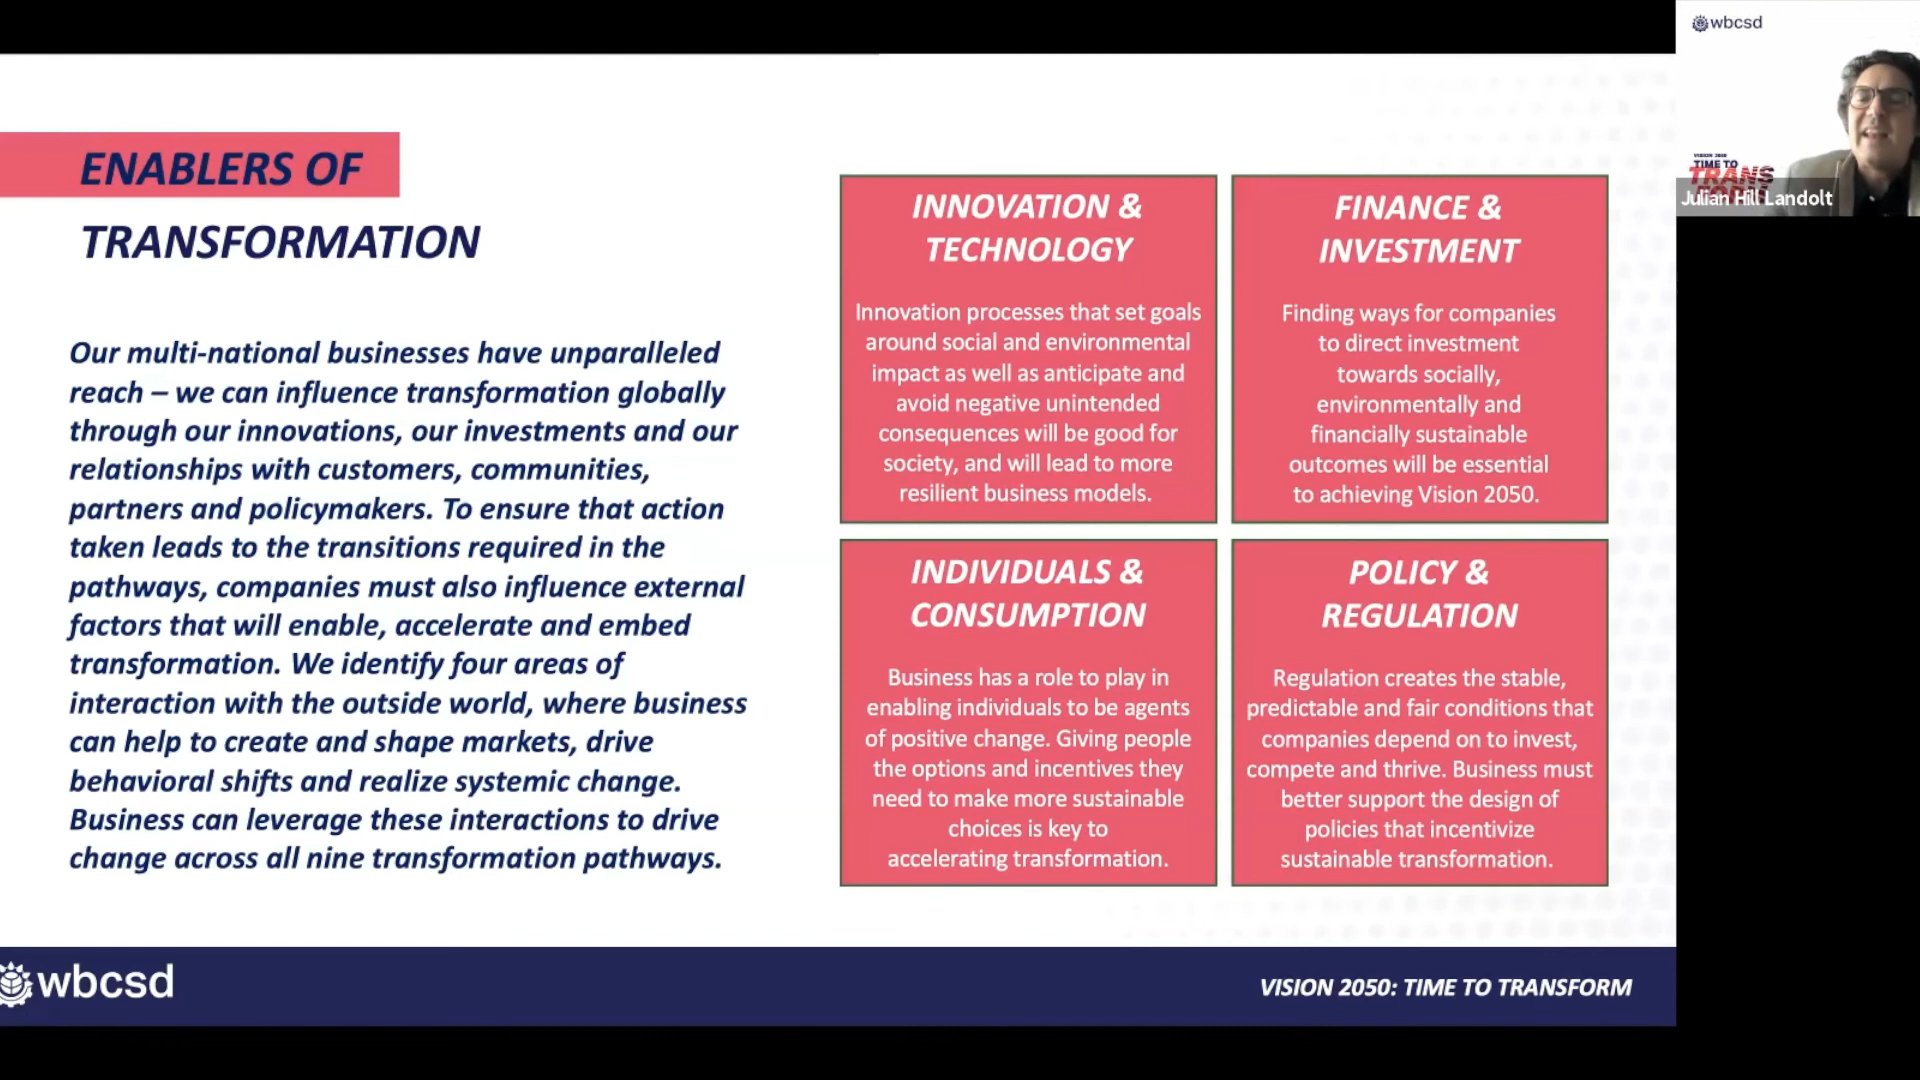 ENABLERS OF
TRANSFORMATION
Our multi-national businesses have unparalleled
reach – we can influence transformation globally
through our innovations, our investments and our
relationships with customers, communities,
partners and policymakers. To ensure that action
taken leads to the transitions required in the
pathways, companies must also influence external
factors that will enable, accelerate and embed
transformation. We identify four areas of
interaction with the outside world, where business
can help to create and shape markets, drive
behavioral shifts and realize systemic change.
Business can leverage these interactions to drive
change across all nine transformation pathways.
INNOVATION &
TECHNOLOGY
Innovation processes that set goals
around social and environmental
impact as well as anticipate and
avoid negative unintended
consequences will be good for
society, and will lead to more
resilient business models.
FINANCE &
INVESTMENT
Finding ways for companies
to direct investment
towards socially,
environmentally and
financially sustainable
outcomes will be essential
to achieving Vision 2050.
INDIVIDUALS &
CONSUMPTION
Business has a role to play in
enabling individuals to be agents
of positive change. Giving people
the options and incentives they
need to make more sustainable
choices is key to
accelerating transformation.
POLICY &
REGULATION
Regulation creates the stable,
predictable and fair conditions that
companies depend on to invest,
compete and thrive. Business must
better support the design of
policies that incentivize
sustainable transformation.
wbcsd
VISION 2050: TIME TO TRANSFORM
wbcsd
VISION 2050
TIME TO
TRANS
FORM
Julian Hill Landolt